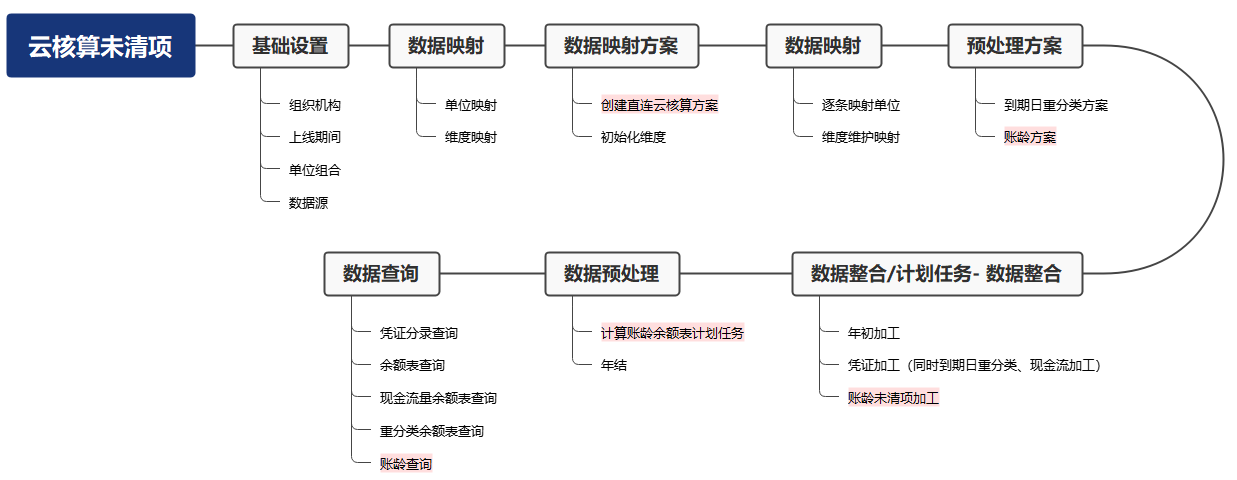 云核算未清项
基础设置
组织机构
上线期间
单位组合
数据源
数据映射
单位映射
维度映射
数据映射方案
创建直连云核算方案
初始化维度
数据映射
逐条映射单位
维度维护映射
预处理方案
到期日重分类方案
账龄方案
数据整合/计划任务- 数据整合
年初加工
凭证加工（同时到期日重分类、现金流加工）
账龄未清项加工
数据预处理
计算账龄余额表计划任务
年结
数据查询
凭证分录查询
余额表查询
现金流量余额表查询
重分类余额表查询
账龄查询